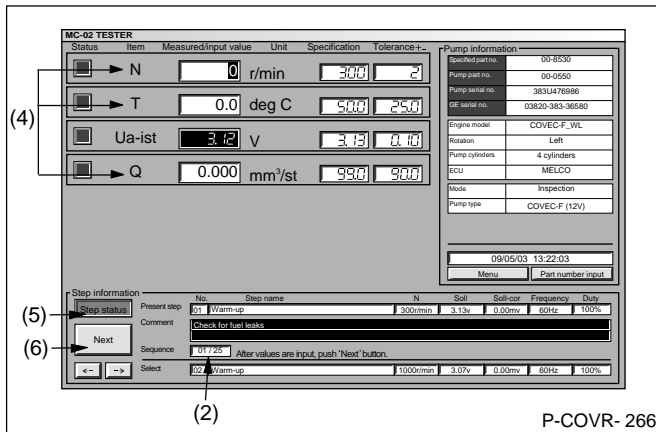 MC-02 TESTER
Status Item Measured/input value Unit Specification Tolerance+-
N 0 r/min 300 2
T 0.0 deg C 50.0 25.0
Ua-ist 3.12 V 3.13 0.10
Q 0.000 mm³/st 99.0 90.0
(4)
Pump information
Specified part no. 00-8530
Pump part no. 00-0550
Pump serial no. 383U476986
GE serial no. 03820-383-36580
Engine model COVEC-F_WL
Rotation Left
Pump cylinders 4 cylinders
ECU MELCO
Mode Inspection
Pump type COVEC-F (12V)
09/05/03 13:22:03
Menu Part number input
Step information
No. Step name N Soll Soll-cor Frequency Duty
(5) Step status Present step 01 Warm-up 300r/min 3.13v 0.00mv 60Hz 100%
Comment Check for fuel leaks
(6) Next
Sequence 01 / 25 After values are input, push 'Next' button.
<- -> Select 02 Warm-up 1000r/min 3.07v 0.00mv 60Hz 100%
(2)
P-COVR- 266